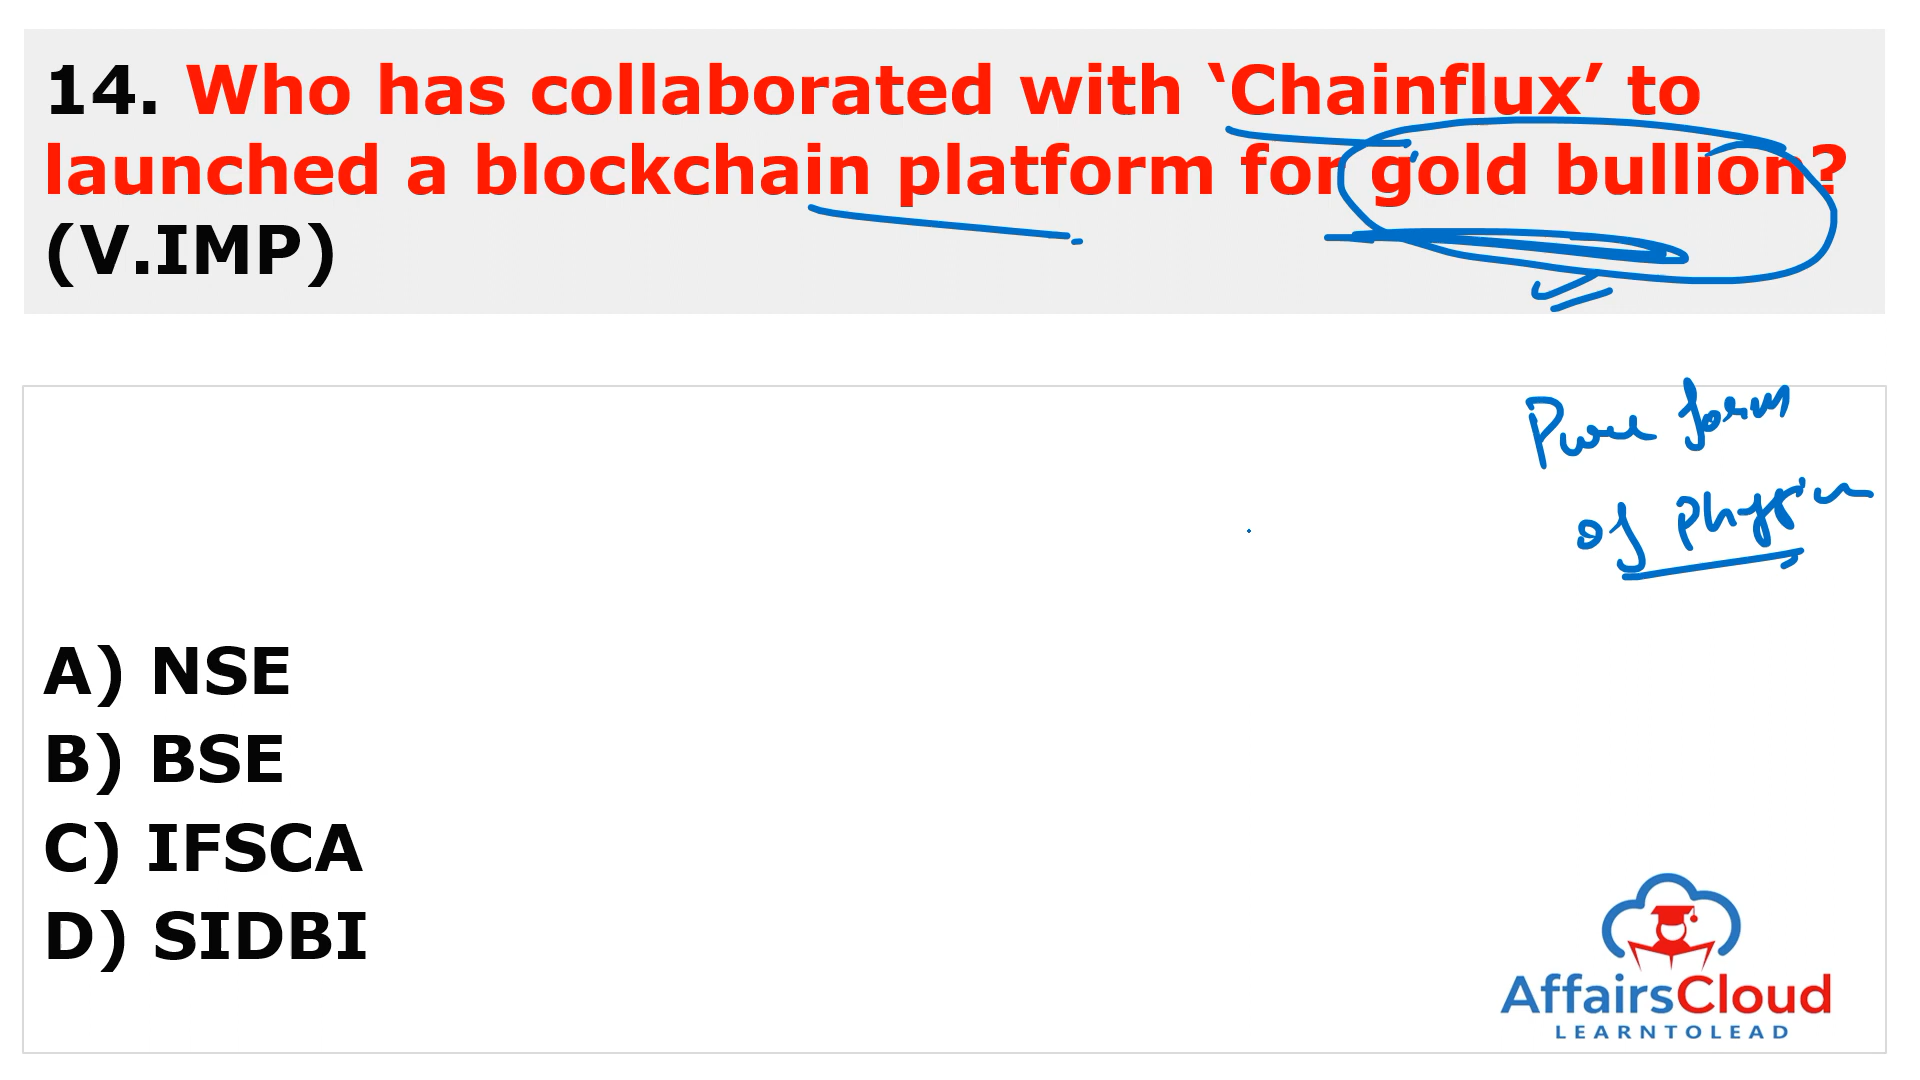 14. Who has collaborated with ‘Chainflux’ to
launched a blockchain platform for gold bullion?
(V.IMP)
Pure form
of
A) NSE
B) BSE
C) IFSCA
D) SIDBI
AffairsCloud
LEARNTOLEAD